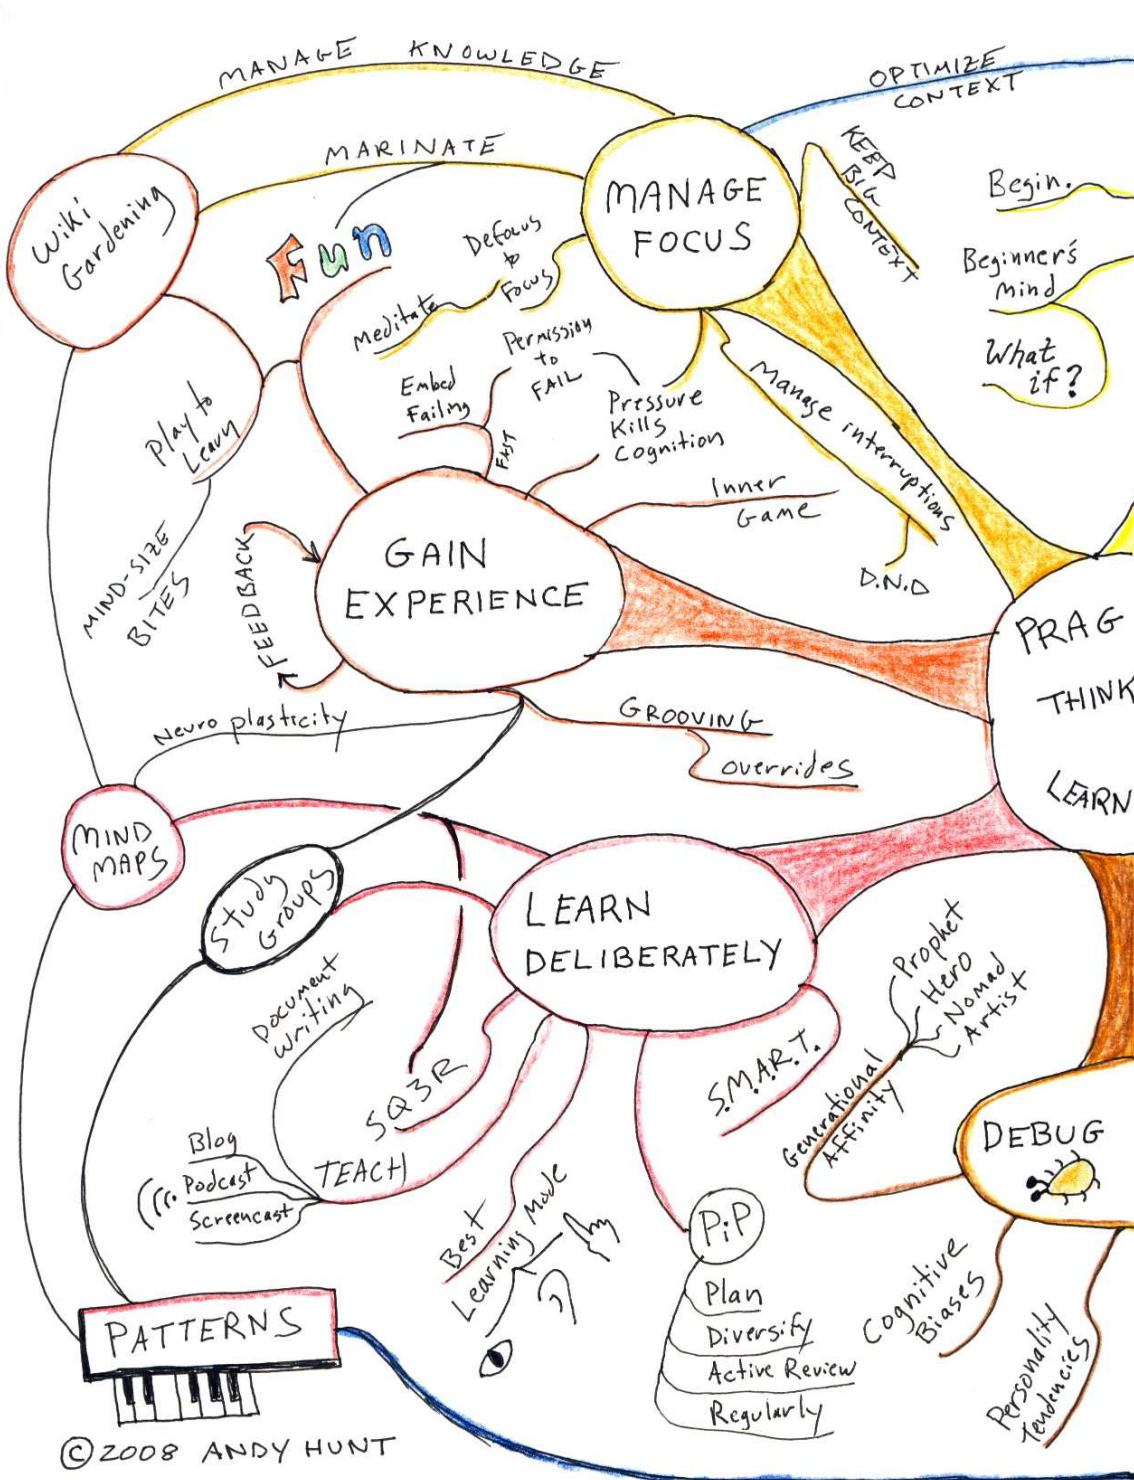 MANAGE KNOWLEDGE
OPTIMIZE
CONTEXT
MARINATE
Wiki
Gardening
Fun
Defocus
to
Focus
Meditate
MANAGE
FOCUS
KEEP
BIG
CONTEXT
Begin.
Beginner's
Mind
What
if?
Permission
to
FAIL
Embed
Failing
FAST
Pressure
Kills
Cognition
Manage interruptions
D.N.D
Play to
Learn
MIND-SIZE
BITES
Inner
Game
GAIN
EXPERIENCE
FEEDBACK
PRAG
THINK
LEARN
Neuro plasticity
GROOVING
overrides
MIND
MAPS
Study
Groups
LEARN
DELIBERATELY
Document
Writing
SQ3R
TEACH
Blog
Podcast
Screencast
Best
Learning Mode
S.M.A.R.T.
PiP
Plan
Diversify
Active Review
Regularly
Prophet
Hero
Nomad
Artist
Generational
Affinity
DEBUG
Cognitive
Biases
Personality
Tendencies
PATTERNS
©2008 ANDY HUNT